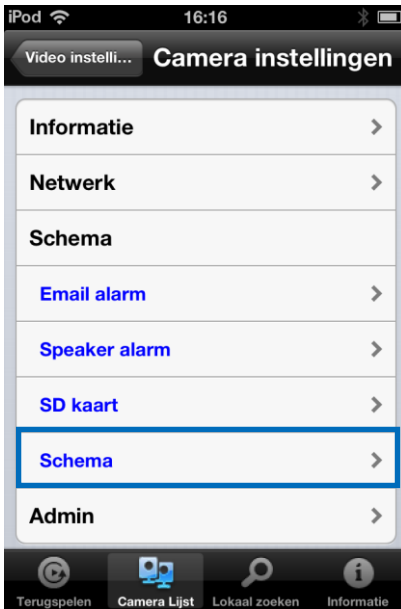 iPod 16:16
Video instelli... Camera instellingen
Informatie
Netwerk
Schema
Email alarm
Speaker alarm
SD kaart
Schema
Admin
Terugspelen Camera Lijst Lokaal zoeken Informatie